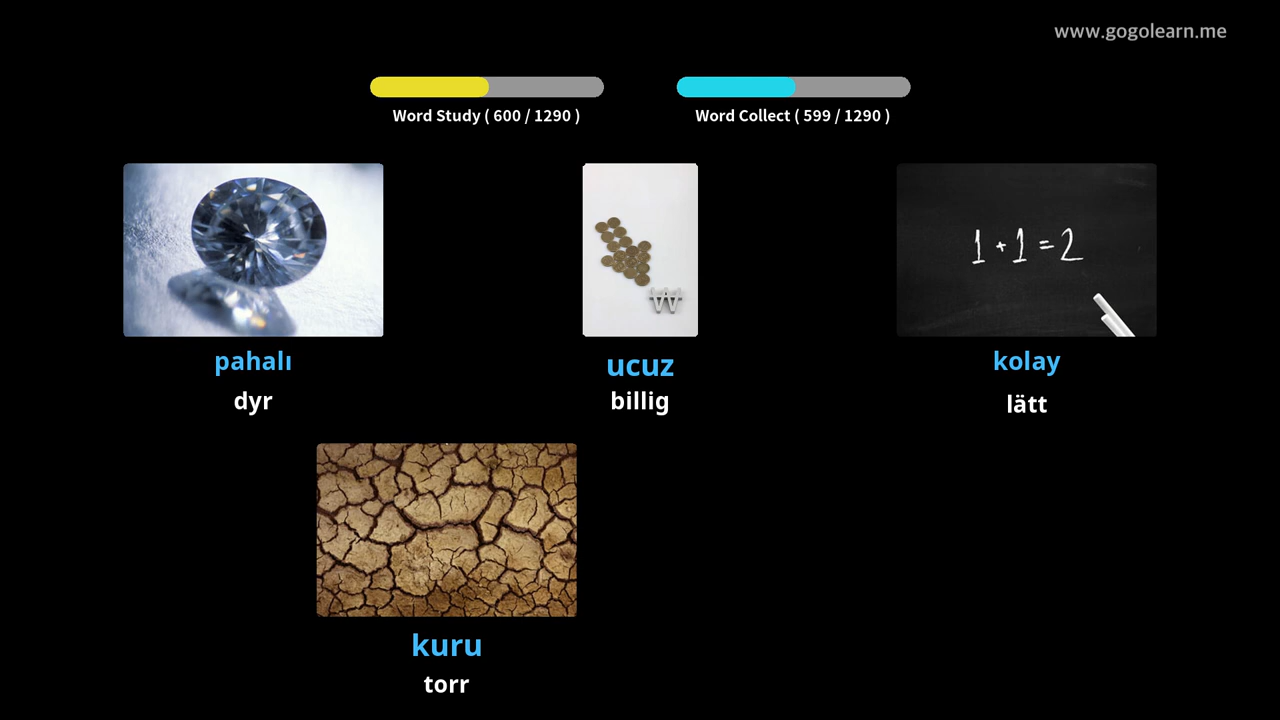 www.gogolearn.me
Word Study ( 600 / 1290 )
Word Collect ( 599 / 1290 )
1 + 1 = 2
₩
pahalı
dyr
ucuz
billig
kolay
lätt
kuru
torr